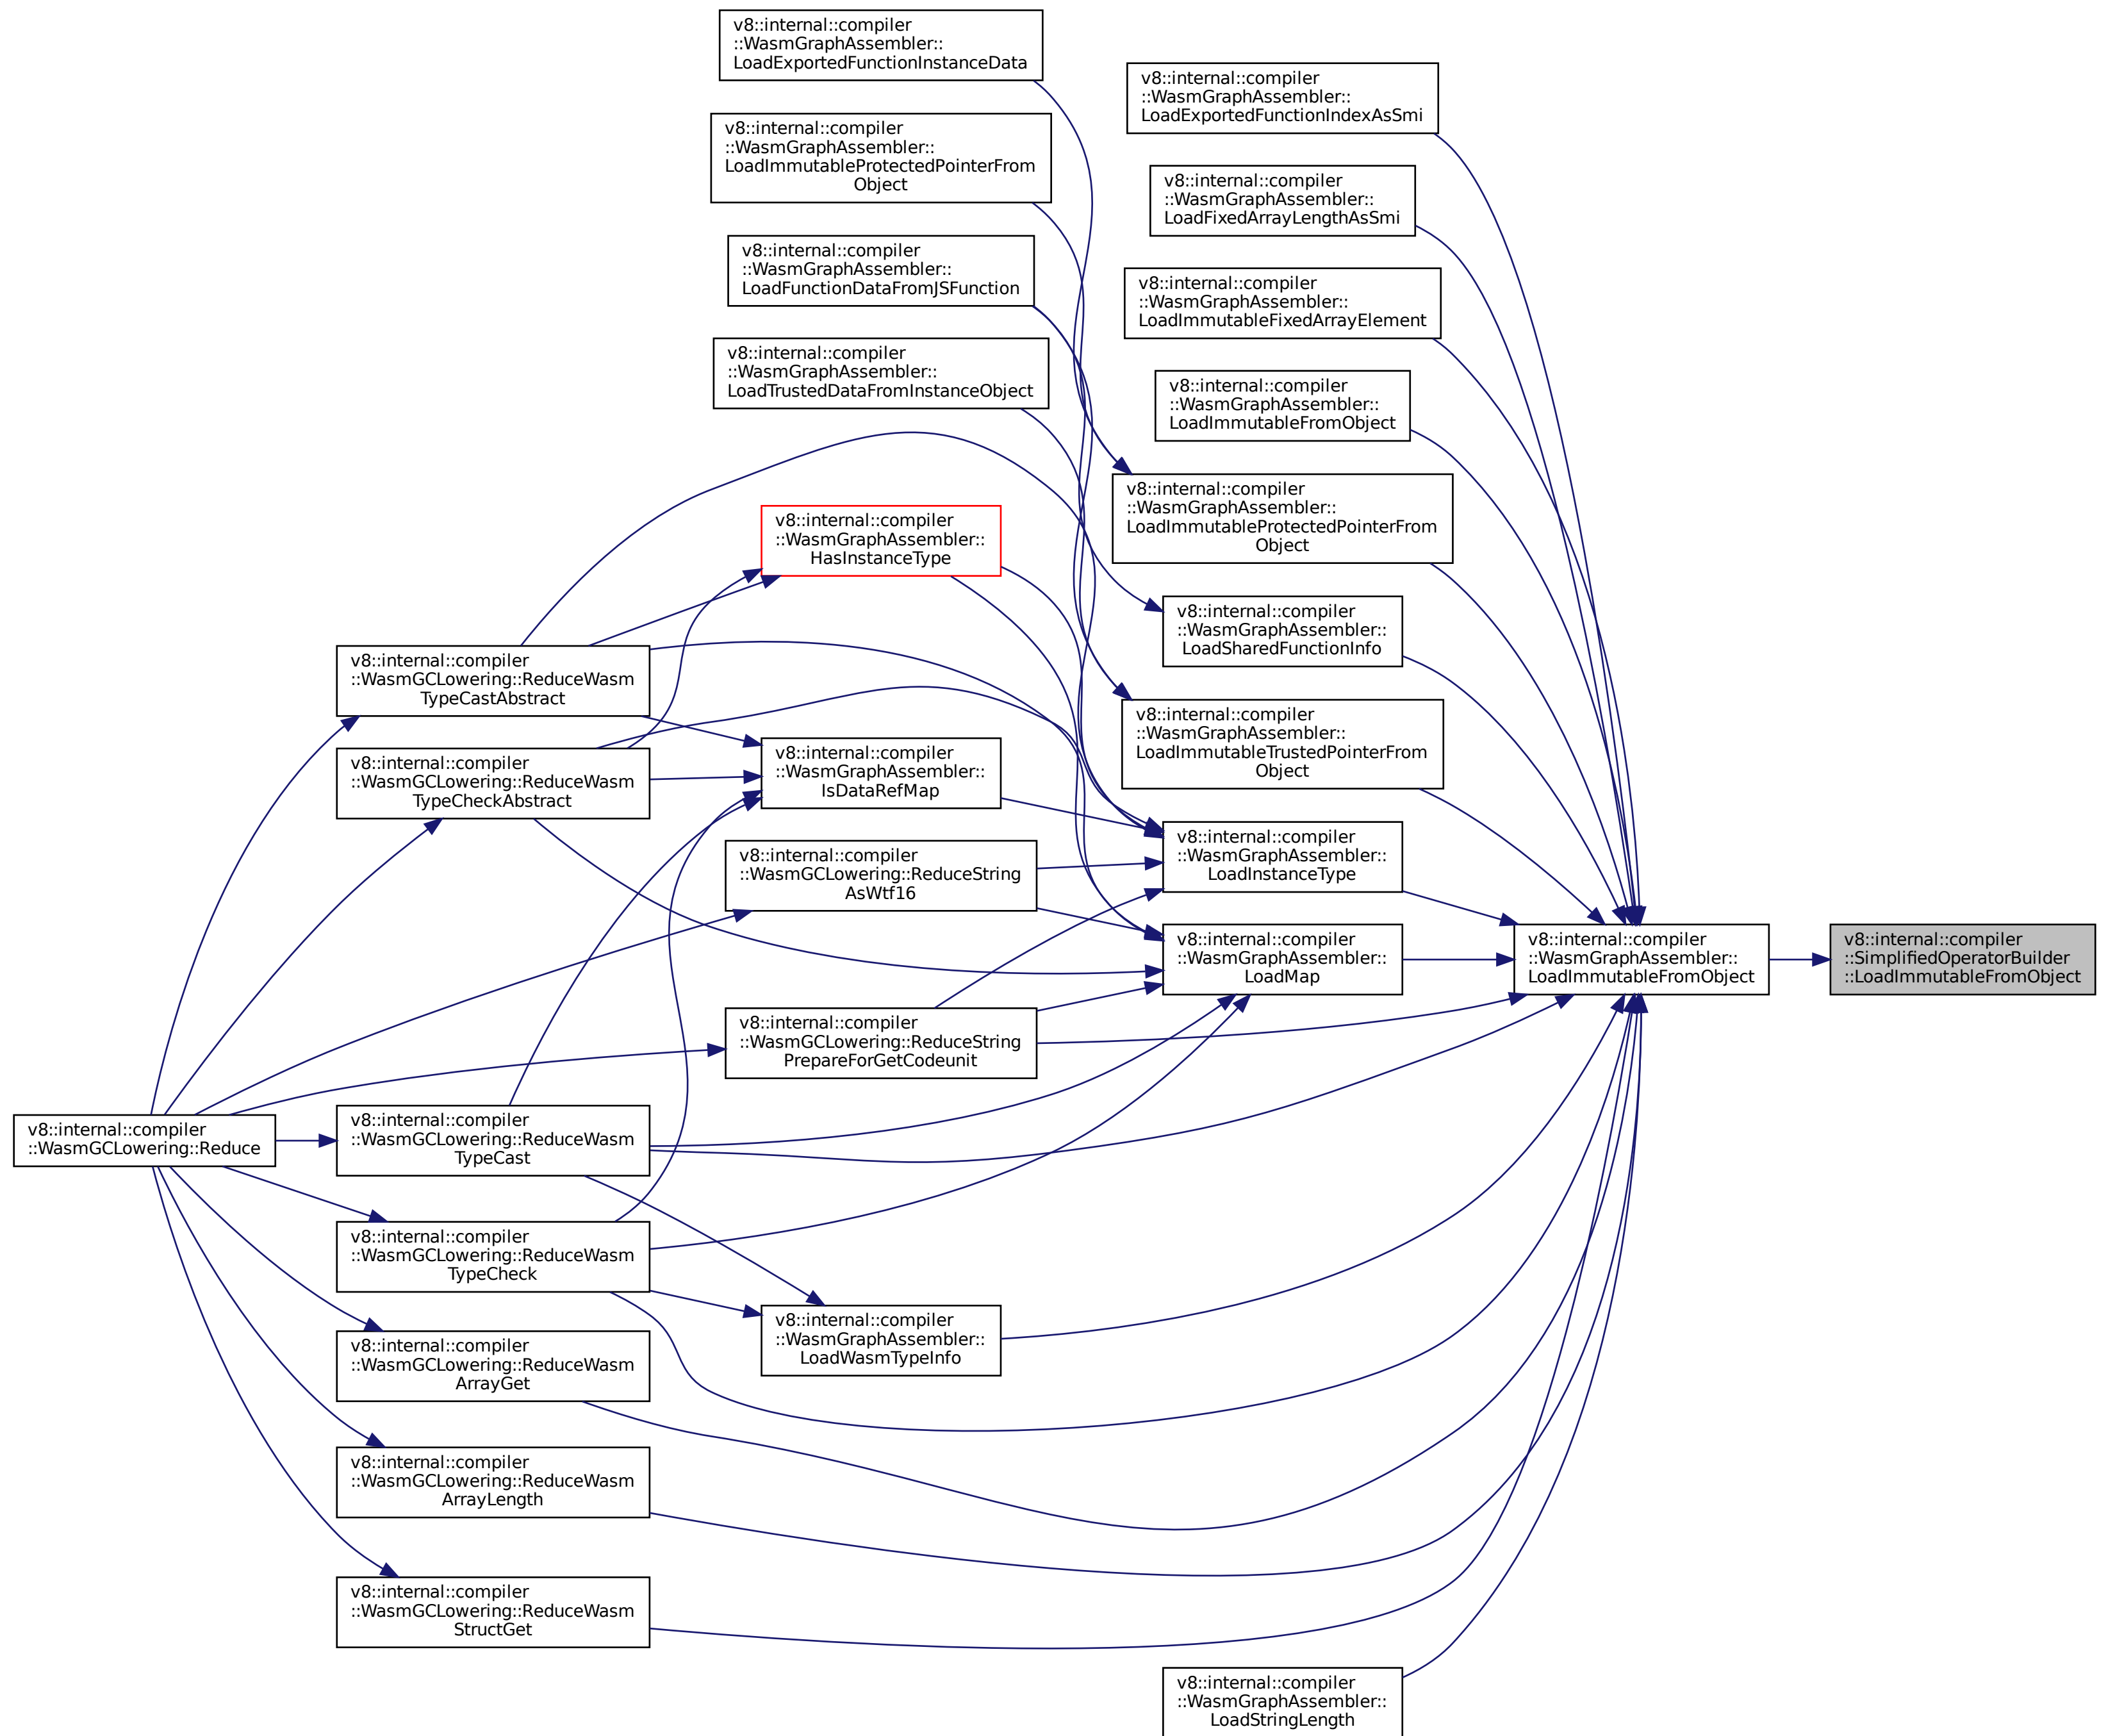 v8::internal::compiler
::WasmGraphAssembler::
LoadExportedFunctionInstanceData
v8::internal::compiler
::WasmGraphAssembler::
LoadImmutableProtectedPointerFrom
Object
v8::internal::compiler
::WasmGraphAssembler::
LoadFunctionDataFromJSFunction
v8::internal::compiler
::WasmGraphAssembler::
LoadTrustedDataFromInstanceObject
v8::internal::compiler
::WasmGraphAssembler::
HasInstanceType
v8::internal::compiler
::WasmGraphAssembler::
LoadExportedFunctionIndexAsSmi
v8::internal::compiler
::WasmGraphAssembler::
LoadFixedArrayLengthAsSmi
v8::internal::compiler
::WasmGraphAssembler::
LoadImmutableFixedArrayElement
v8::internal::compiler
::WasmGraphAssembler::
LoadImmutableFromObject
v8::internal::compiler
::WasmGraphAssembler::
LoadImmutableProtectedPointerFrom
Object
v8::internal::compiler
::WasmGraphAssembler::
LoadSharedFunctionInfo
v8::internal::compiler
::WasmGraphAssembler::
LoadImmutableTrustedPointerFrom
Object
v8::internal::compiler
::WasmGCLowering::ReduceWasm
TypeCastAbstract
v8::internal::compiler
::WasmGCLowering::ReduceWasm
TypeCheckAbstract
v8::internal::compiler
::WasmGraphAssembler::
IsDataRefMap
v8::internal::compiler
::WasmGCLowering::ReduceString
AsWtf16
v8::internal::compiler
::WasmGCLowering::ReduceString
PrepareForGetCodeunit
v8::internal::compiler
::WasmGraphAssembler::
LoadInstanceType
v8::internal::compiler
::WasmGraphAssembler::
LoadMap
v8::internal::compiler
::WasmGraphAssembler::
LoadImmutableFromObject
v8::internal::compiler
::SimplifiedOperatorBuilder
::LoadImmutableFromObject
v8::internal::compiler
::WasmGCLowering::Reduce
v8::internal::compiler
::WasmGCLowering::ReduceWasm
TypeCast
v8::internal::compiler
::WasmGCLowering::ReduceWasm
TypeCheck
v8::internal::compiler
::WasmGraphAssembler::
LoadWasmTypeInfo
v8::internal::compiler
::WasmGCLowering::ReduceWasm
ArrayGet
v8::internal::compiler
::WasmGCLowering::ReduceWasm
ArrayLength
v8::internal::compiler
::WasmGCLowering::ReduceWasm
StructGet
v8::internal::compiler
::WasmGraphAssembler::
LoadStringLength